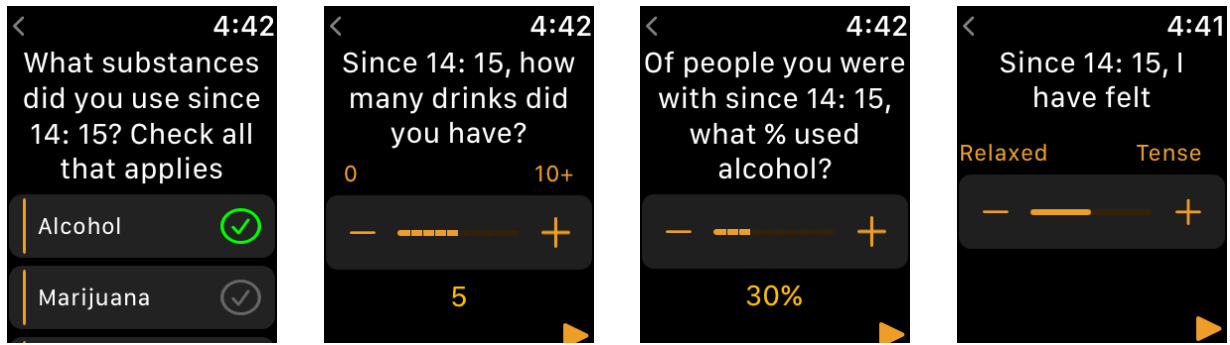 4:42
What substances
did you use since
14: 15? Check all
that applies
Alcohol
Marijuana
4:42
Since 14: 15, how
many drinks did
you have?
0 10+
5
4:42
Of people you were
with since 14: 15,
what % used
alcohol?
30%
4:41
Since 14: 15, I
have felt
Relaxed Tense